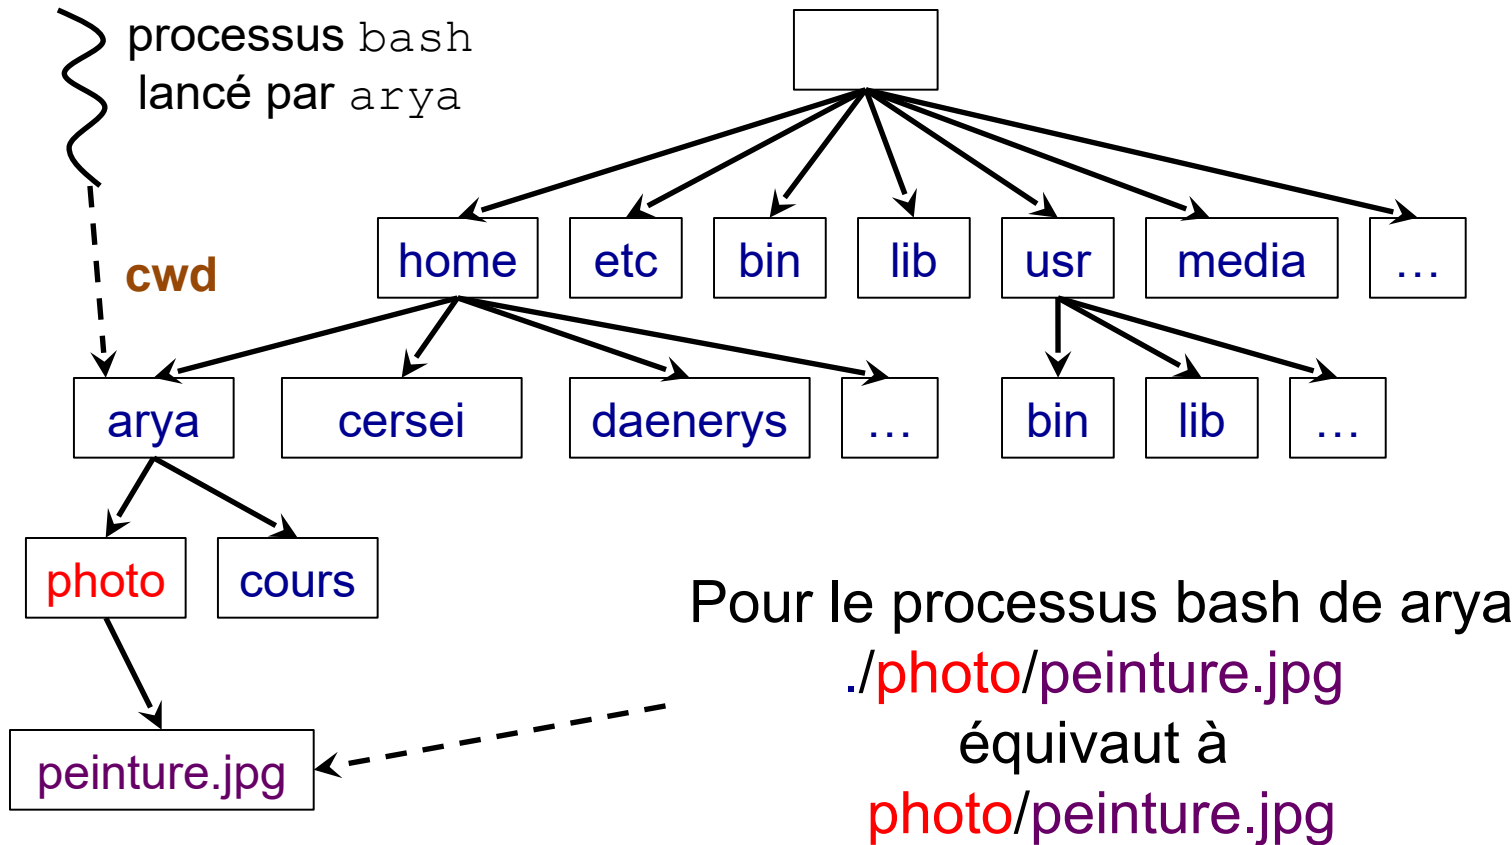 processus bash
lancé par arya
cwd
home
etc
bin
lib
usr
media
…
arya
cersei
daenerys
…
bin
lib
…
photo
cours
peinture.jpg
Pour le processus bash de arya
./photo/peinture.jpg
équivaut à
photo/peinture.jpg